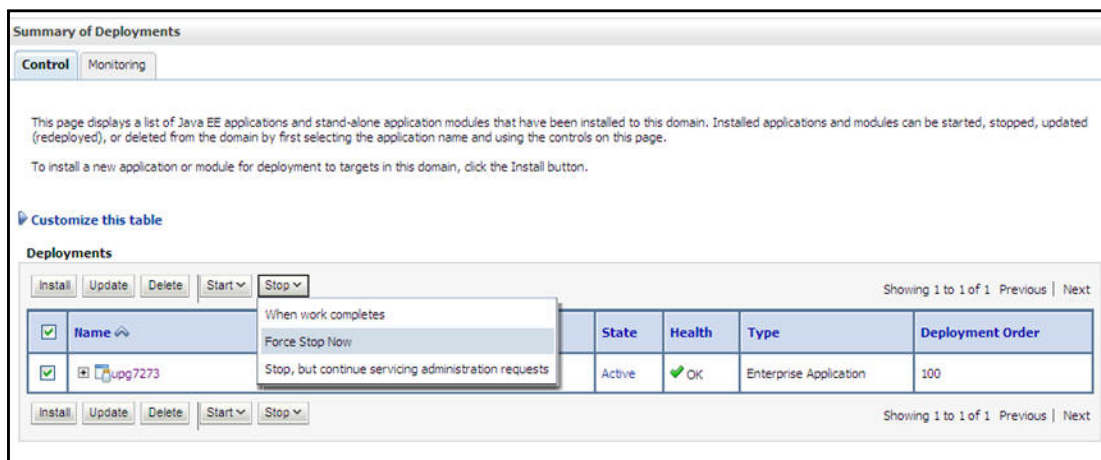 Summary of Deployments
Control Monitoring
This page displays a list of Java EE applications and stand-alone application modules that have been installed to this domain. Installed applications and modules can be started, stopped, updated
(redeployed), or deleted from the domain by first selecting the application name and using the controls on this page.
To install a new application or module for deployment to targets in this domain, click the Install button.
Customize this table
Deployments
Install Update Delete Start Stop Showing 1 to 1 of 1 Previous | Next
When work completes
Name State Health Type Deployment Order
Force Stop Now
Stop, but continue servicing administration requests
upg7273 Active OK Enterprise Application 100
Install Update Delete Start Stop Showing 1 to 1 of 1 Previous | Next